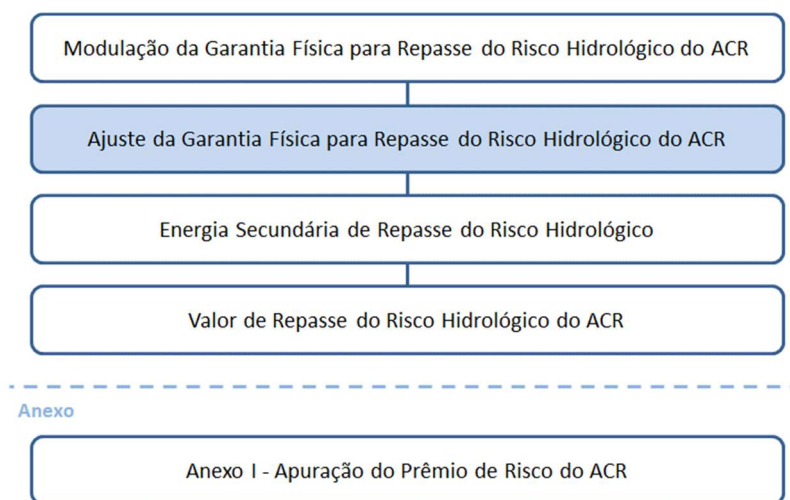 Modulação da Garantia Física para Repasse do Risco Hidrológico do ACR
Ajuste da Garantia Física para Repasse do Risco Hidrológico do ACR
Energia Secundária de Repasse do Risco Hidrológico
Valor de Repasse do Risco Hidrológico do ACR
Anexo
Anexo I - Apuração do Prêmio de Risco do ACR